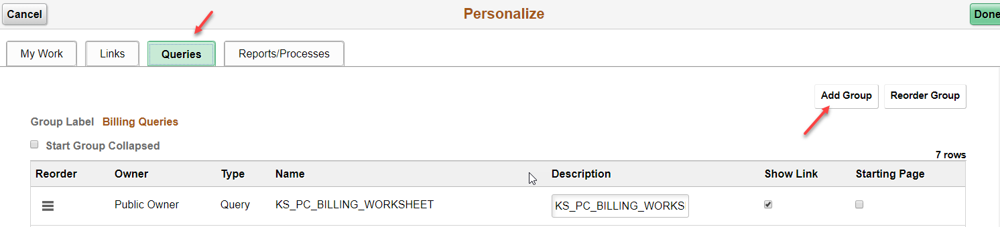 Cancel Personalize Done
My Work Links Queries Reports/Processes
Add Group Reorder Group
Group Label Billing Queries
Start Group Collapsed
7 rows
Reorder Owner Type Name Description Show Link Starting Page
Public Owner Query KS_PC_BILLING_WORKSHEET KS_PC_BILLING_WORKS